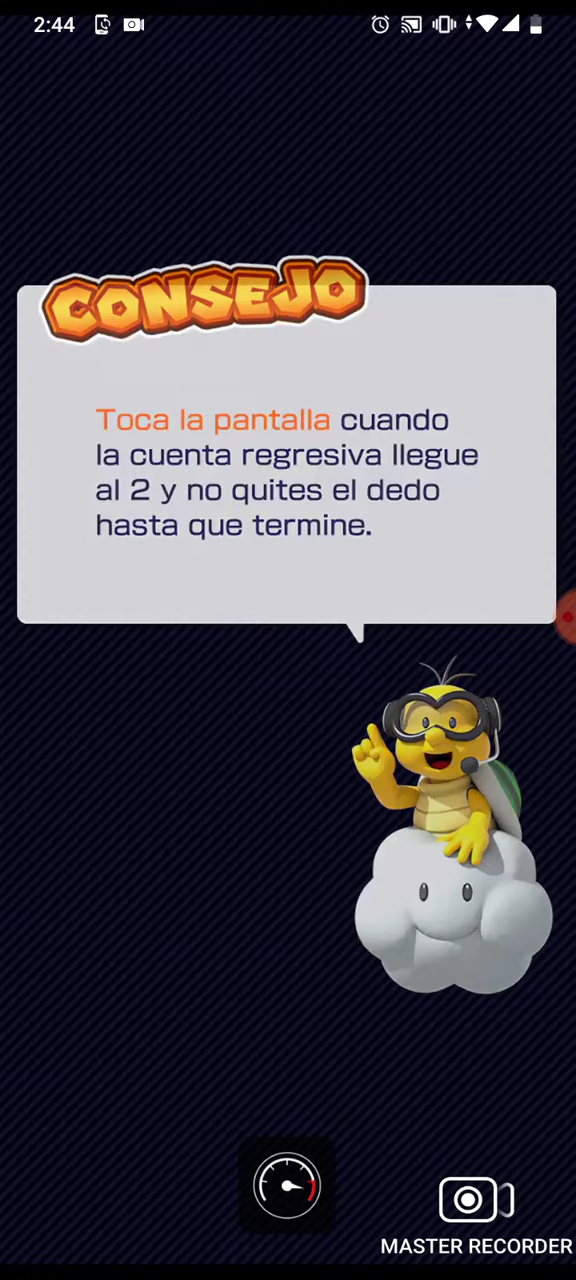 2:44
CONSEJO
Toca la pantalla cuando
la cuenta regresiva llegue
al 2 y no quites el dedo
hasta que termine.
MASTER RECORDER